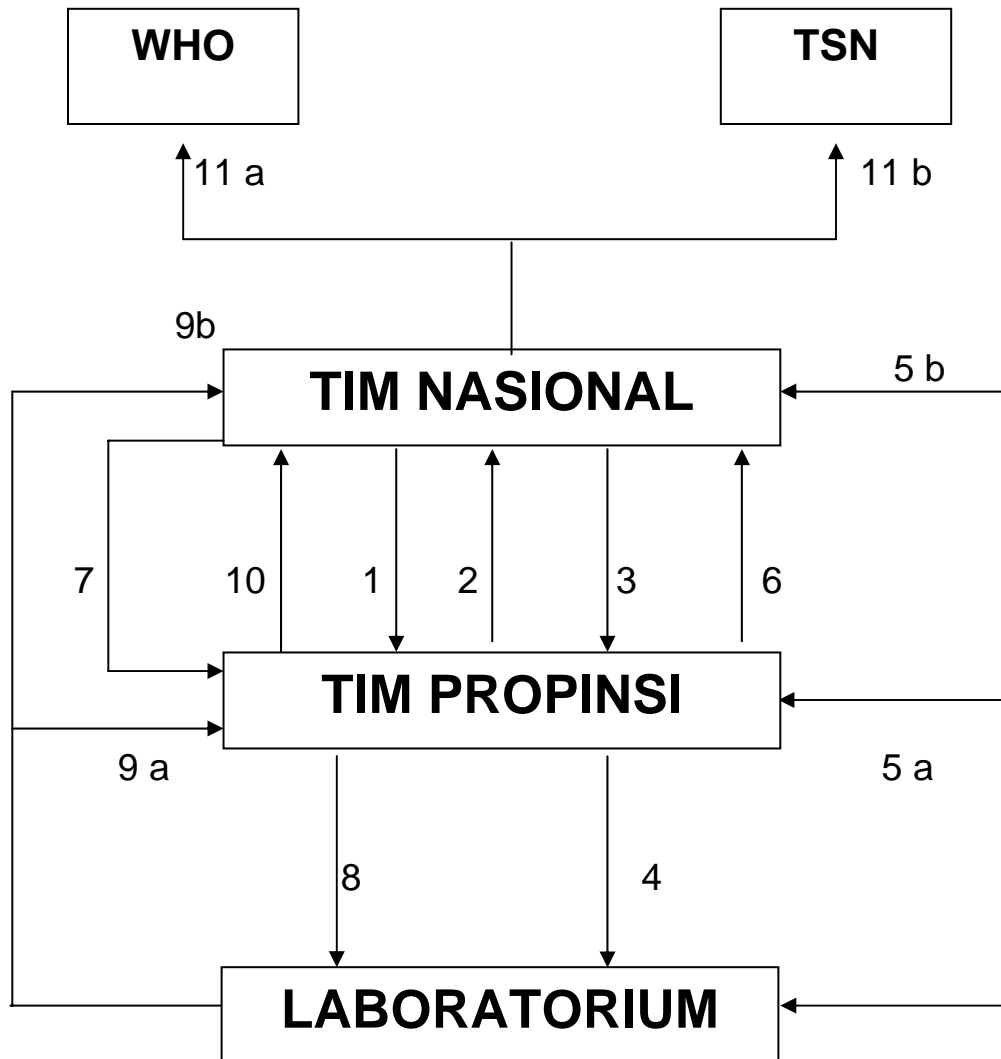 WHO
TSN
11 a
11 b
9b
5 b
TIM NASIONAL
7
10
1
2
3
6
TIM PROPINSI
9 a
5 a
8
4
LABORATORIUM